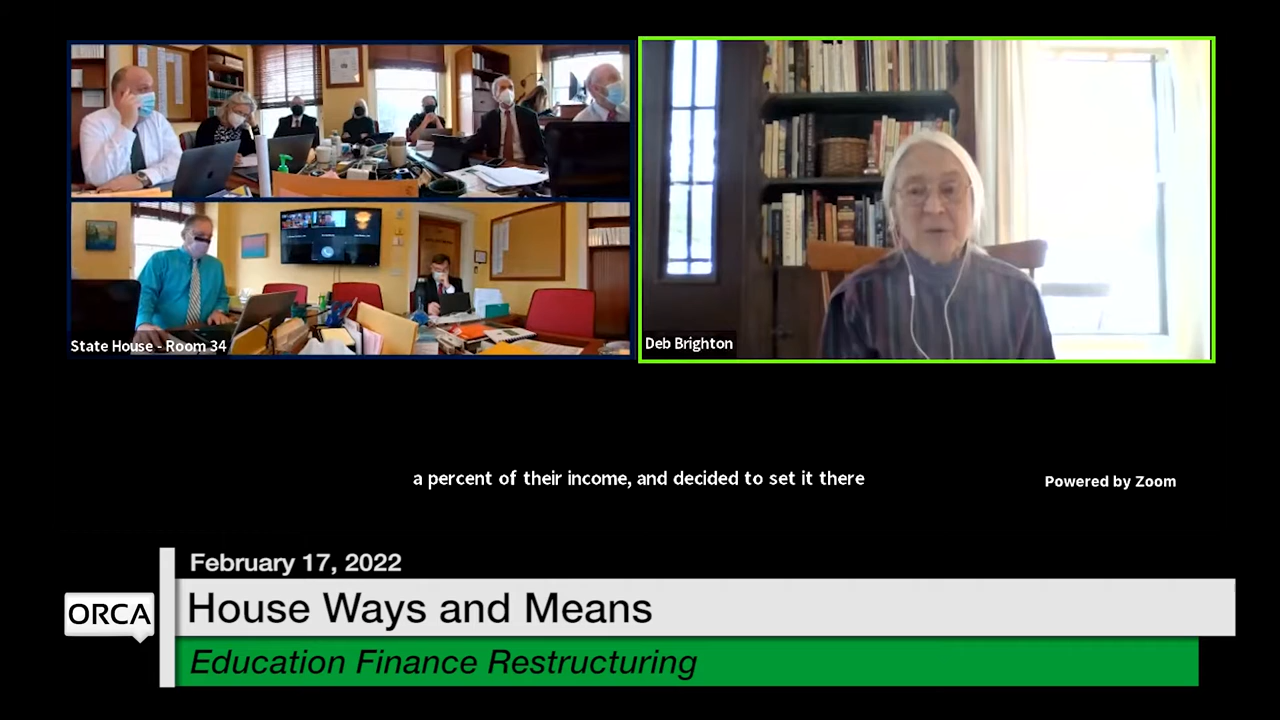 State House - Room 34
Deb Brighton
a percent of their income, and decided to set it there
Powered by Zoom
February 17, 2022
ORCA
House Ways and Means
Education Finance Restructuring